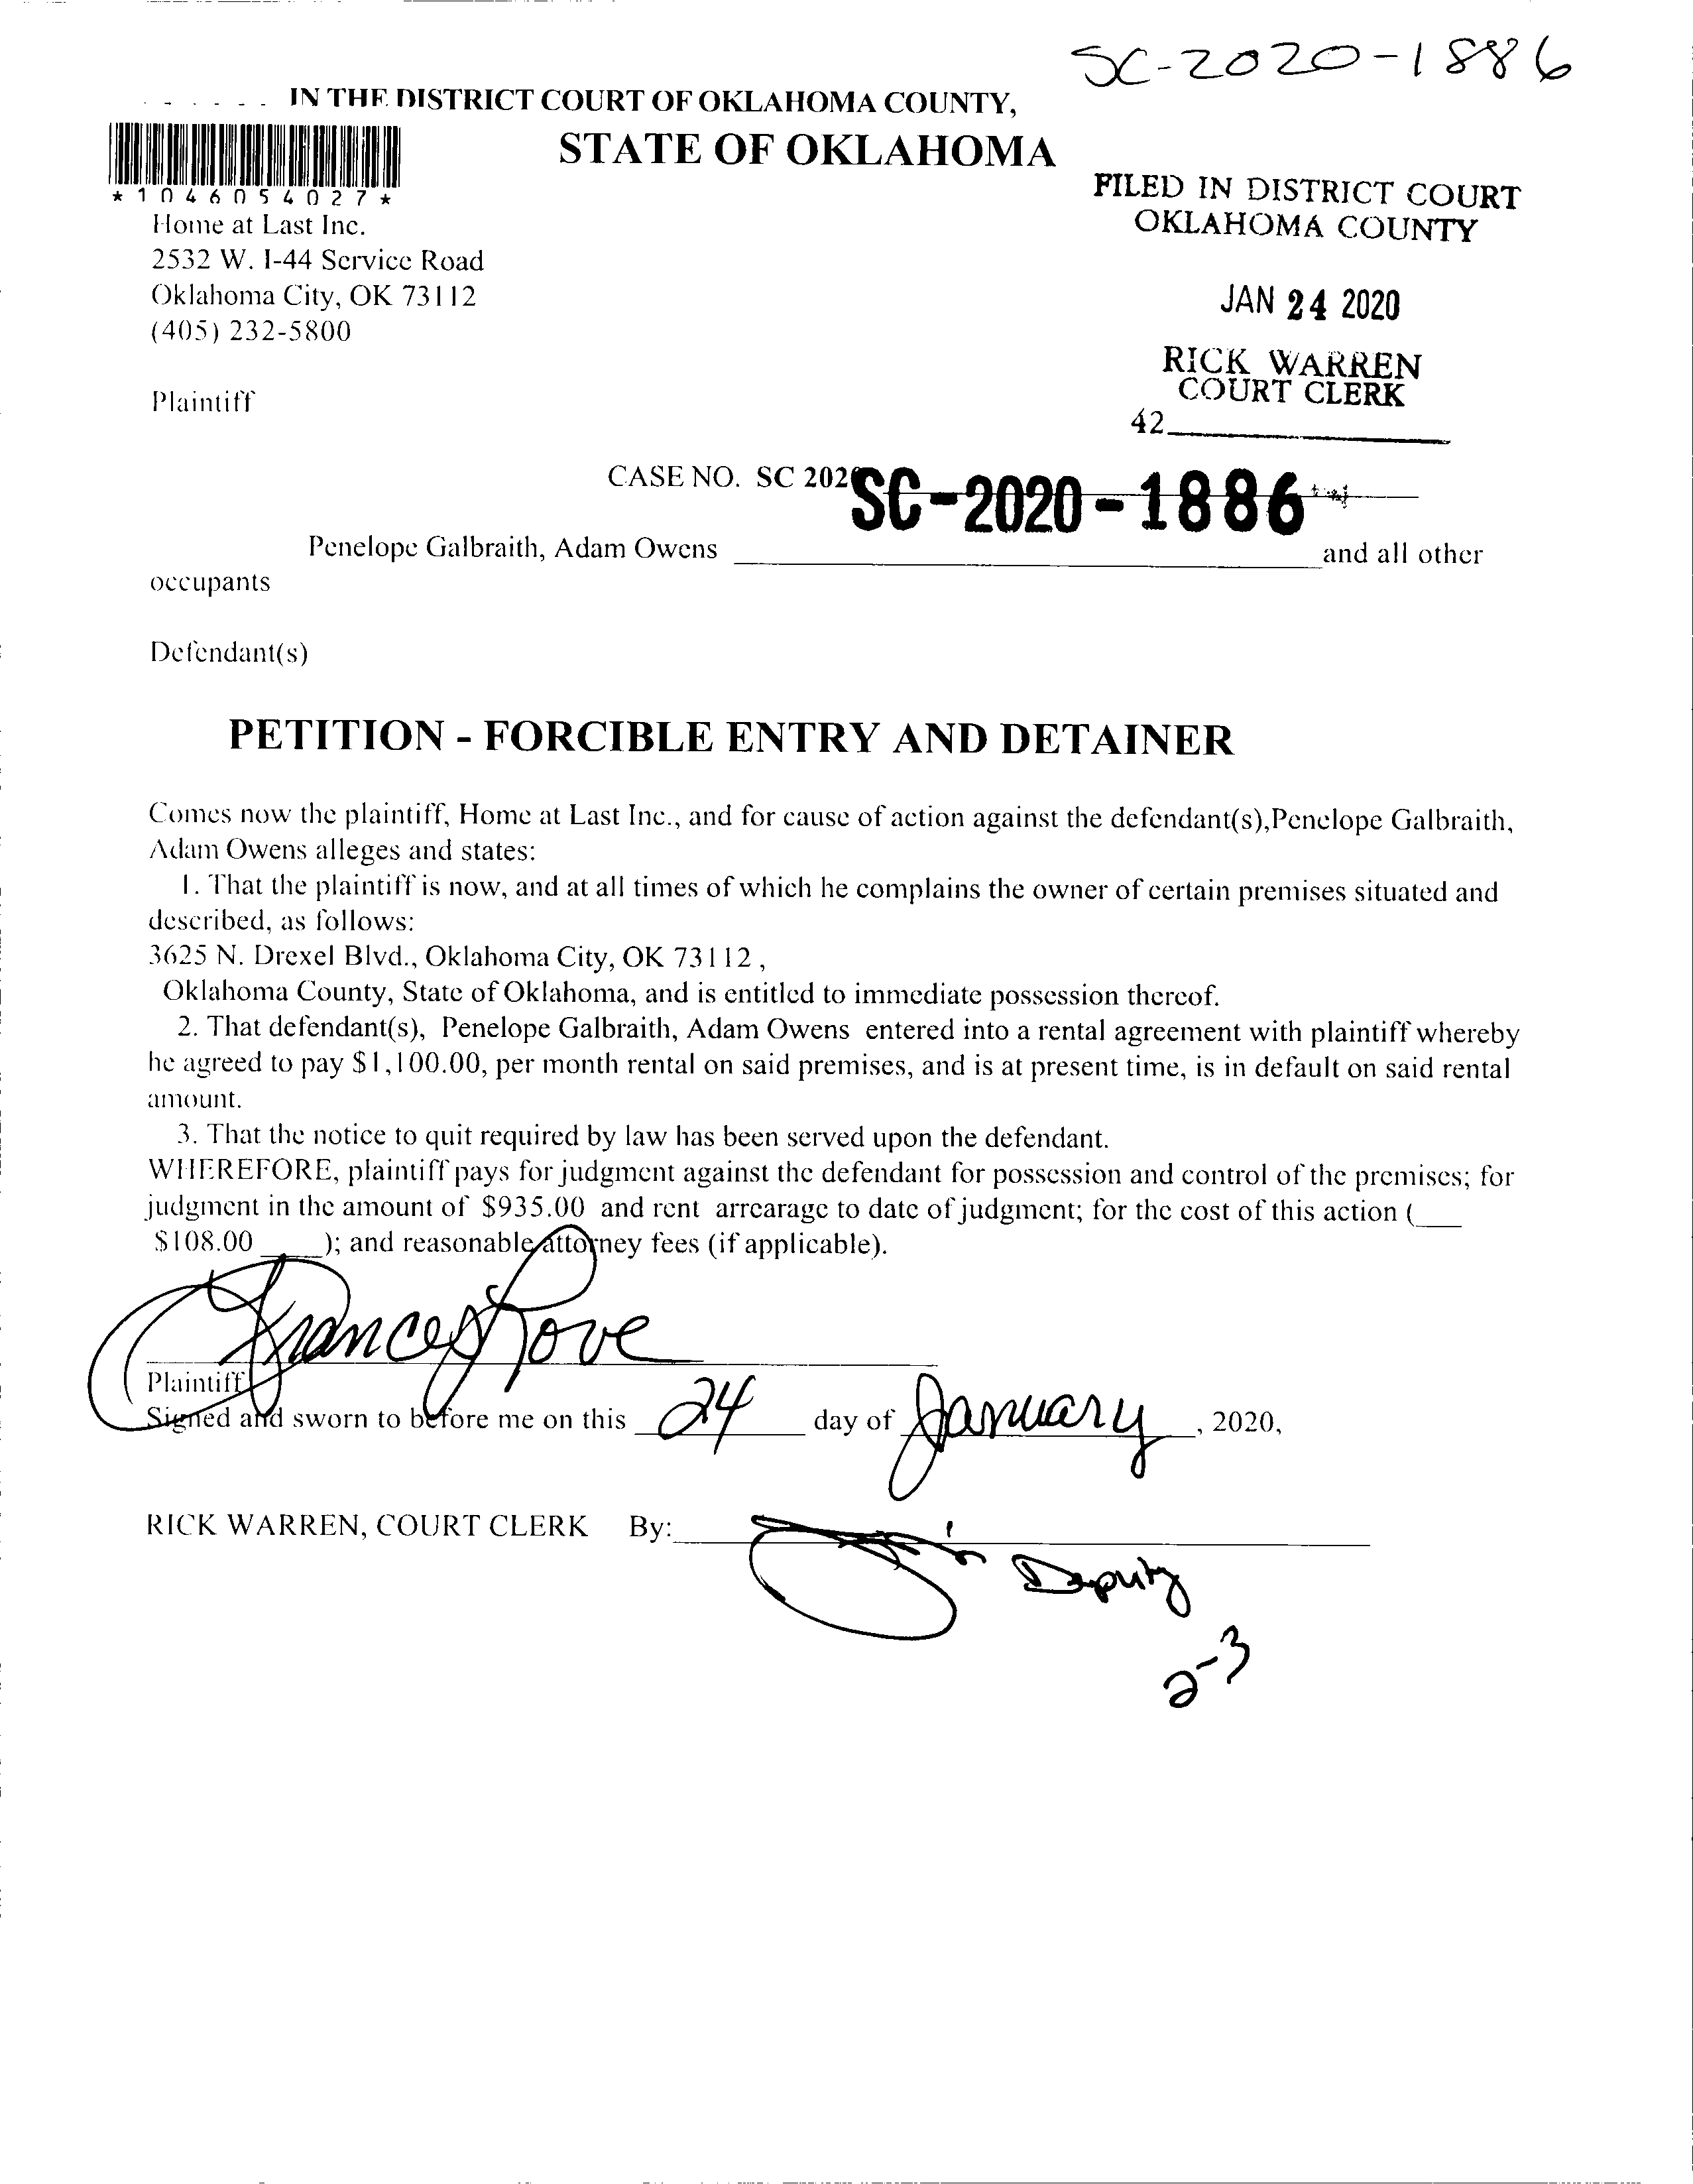 SC-2020-1886
IN THE DISTRICT COURT OF OKLAHOMA COUNTY,
STATE OF OKLAHOMA
*1046054027*
FILED IN DISTRICT COURT
OKLAHOMA COUNTY
JAN 24 2020
RICK WARREN
COURT CLERK
42
Home at Last Inc.
2532 W. I-44 Service Road
Oklahoma City, OK 73112
(405) 232-5800
Plaintiff
CASE NO. SC 202
SC-2020-1886
Penelope Galbraith, Adam Owens and all other
occupants
Defendant(s)
PETITION - FORCIBLE ENTRY AND DETAINER
Comes now the plaintiff, Home at Last Inc., and for cause of action against the defendant(s),Penelope Galbraith,
Adam Owens alleges and states:
1. That the plaintiff is now, and at all times of which he complains the owner of certain premises situated and
described, as follows:
3625 N. Drexel Blvd., Oklahoma City, OK 73112 ,
Oklahoma County, State of Oklahoma, and is entitled to immediate possession thereof.
2. That defendant(s), Penelope Galbraith, Adam Owens entered into a rental agreement with plaintiff whereby
he agreed to pay $1,100.00, per month rental on said premises, and is at present time, is in default on said rental
amount.
3. That the notice to quit required by law has been served upon the defendant.
WHEREFORE, plaintiff pays for judgment against the defendant for possession and control of the premises; for
judgment in the amount of $935.00 and rent arrearage to date of judgment; for the cost of this action (___
$108.00 _____); and reasonable attorney fees (if applicable).
Frances Love
Plaintiff
Signed and sworn to before me on this 24 day of January, 2020,
RICK WARREN, COURT CLERK By:
Deputy
2-3